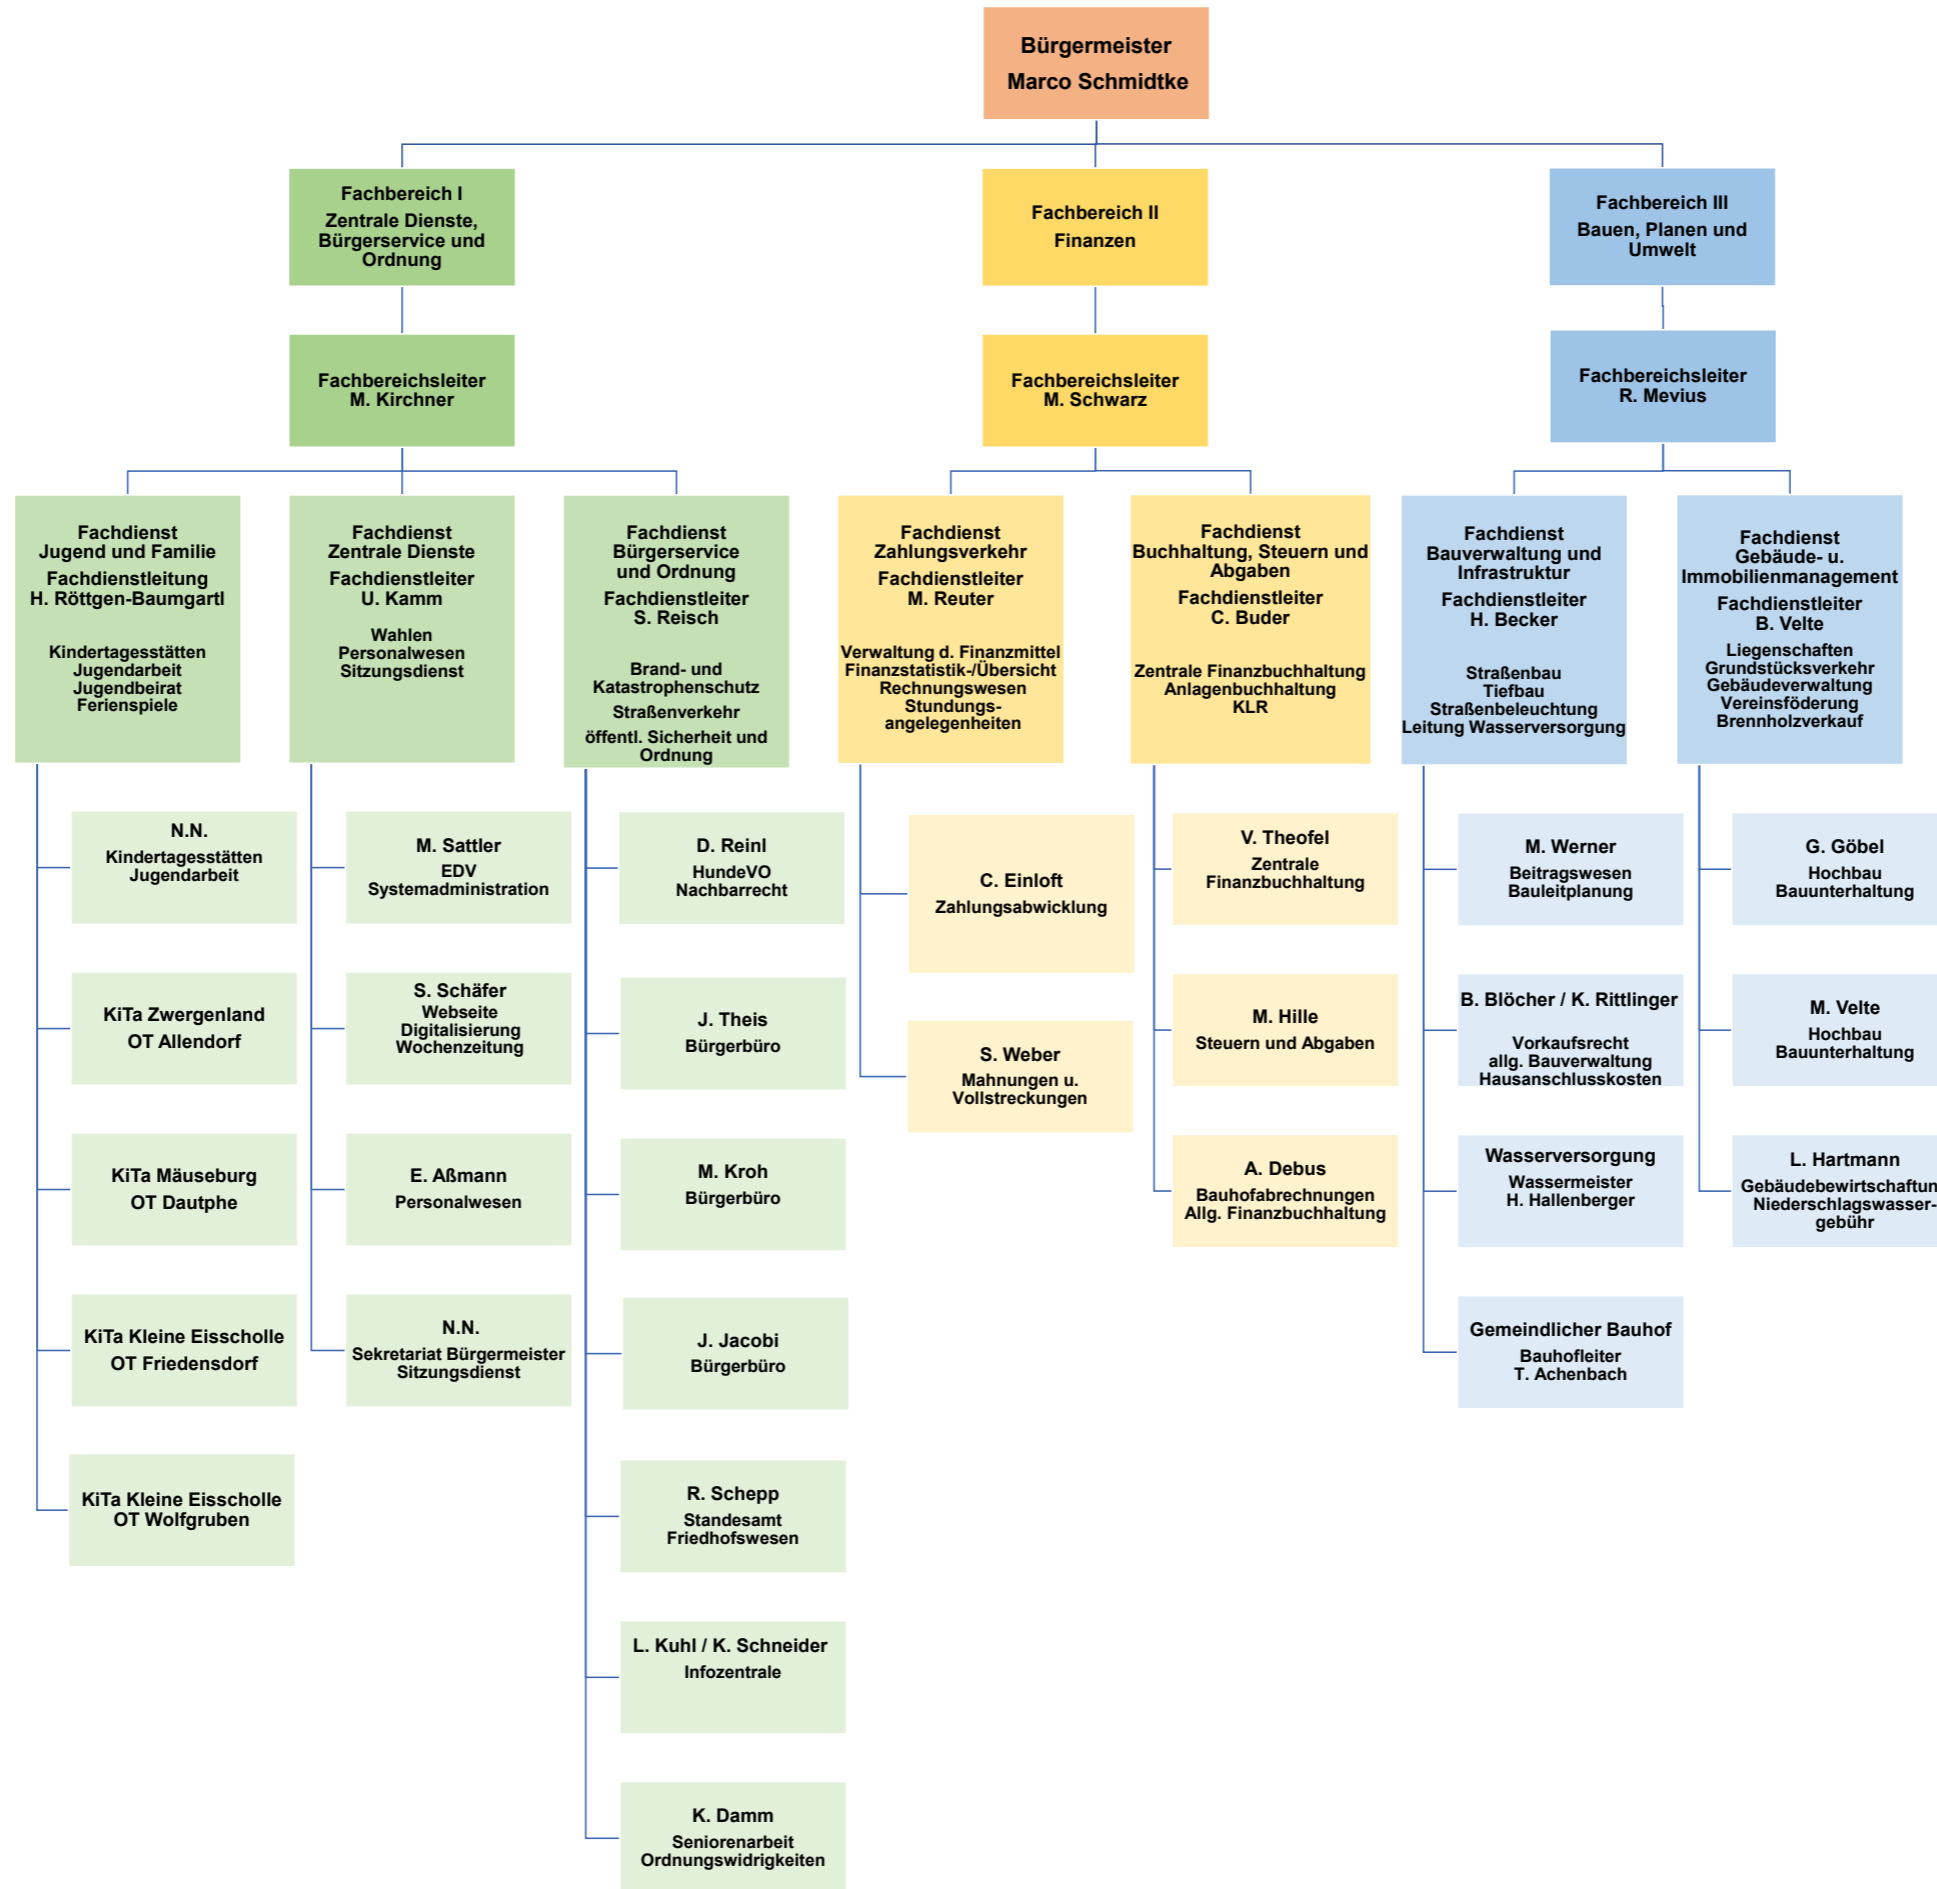 Bürgermeister
Marco Schmidtke
Fachbereich I
Zentrale Dienste,
Bürgerservice und
Ordnung
Fachbereich II
Finanzen
Fachbereich III
Bauen, Planen und
Umwelt
Fachbereichsleiter
M. Kirchner
Fachbereichsleiter
M. Schwarz
Fachbereichsleiter
R. Mevius
Fachdienst
Jugend und Familie
Fachdienstleitung
H. Röttgen-Baumgartl
Kindertagesstätten
Jugendarbeit
Jugendbeirat
Ferienspiele
Fachdienst
Zentrale Dienste
Fachdienstleiter
U. Kamm
Wahlen
Personalwesen
Sitzungsdienst
Fachdienst
Bürgerservice
und Ordnung
Fachdienstleiter
S. Reisch
Brand- und
Katastrophenschutz
Straßenverkehr
öffentl. Sicherheit und
Ordnung
Fachdienst
Zahlungsverkehr
Fachdienstleiter
M. Reuter
Verwaltung d. Finanzmittel
Finanzstatistik-/Übersicht
Rechnungswesen
Stundungs-
angelegenheiten
Fachdienst
Buchhaltung, Steuern und
Abgaben
Fachdienstleiter
C. Buder
Zentrale Finanzbuchhaltung
Anlagenbuchhaltung
KLR
Fachdienst
Bauverwaltung und
Infrastruktur
Fachdienstleiter
H. Becker
Straßenbau
Tiefbau
Straßenbeleuchtung
Leitung Wasserversorgung
Fachdienst
Gebäude- u.
Immobilienmanagement
Fachdienstleiter
B. Velte
Liegenschaften
Grundstücksverkehr
Gebäudeverwaltung
Vereinsföderung
Brennholzverkauf
N.N.
Kindertagesstätten
Jugendarbeit
KiTa Zwergenland
OT Allendorf
KiTa Mäuseburg
OT Dautphe
KiTa Kleine Eisscholle
OT Friedensdorf
KiTa Kleine Eisscholle
OT Wolfgruben
M. Sattler
EDV
Systemadministration
S. Schäfer
Webseite
Digitalisierung
Wochenzeitung
E. Aßmann
Personalwesen
N.N.
Sekretariat Bürgermeister
Sitzungsdienst
D. Reinl
HundeVO
Nachbarrecht
J. Theis
Bürgerbüro
M. Kroh
Bürgerbüro
J. Jacobi
Bürgerbüro
R. Schepp
Standesamt
Friedhofswesen
L. Kuhl / K. Schneider
Infozentrale
K. Damm
Seniorenarbeit
Ordnungswidrigkeiten
C. Einloft
Zahlungsabwicklung
S. Weber
Mahnungen u.
Vollstreckungen
V. Theofel
Zentrale
Finanzbuchhaltung
M. Hille
Steuern und Abgaben
A. Debus
Bauhofabrechnungen
Allg. Finanzbuchhaltung
M. Werner
Beitragswesen
Bauleitplanung
B. Blöcher / K. Rittlinger
Vorkaufsrecht
allg. Bauverwaltung
Hausanschlusskosten
Wasserversorgung
Wassermeister
H. Hallenberger
Gemeindlicher Bauhof
Bauhofleiter
T. Achenbach
G. Göbel
Hochbau
Bauunterhaltung
M. Velte
Hochbau
Bauunterhaltung
L. Hartmann
Gebäudebewirtschaftun
Niederschlagswasser-
gebühr